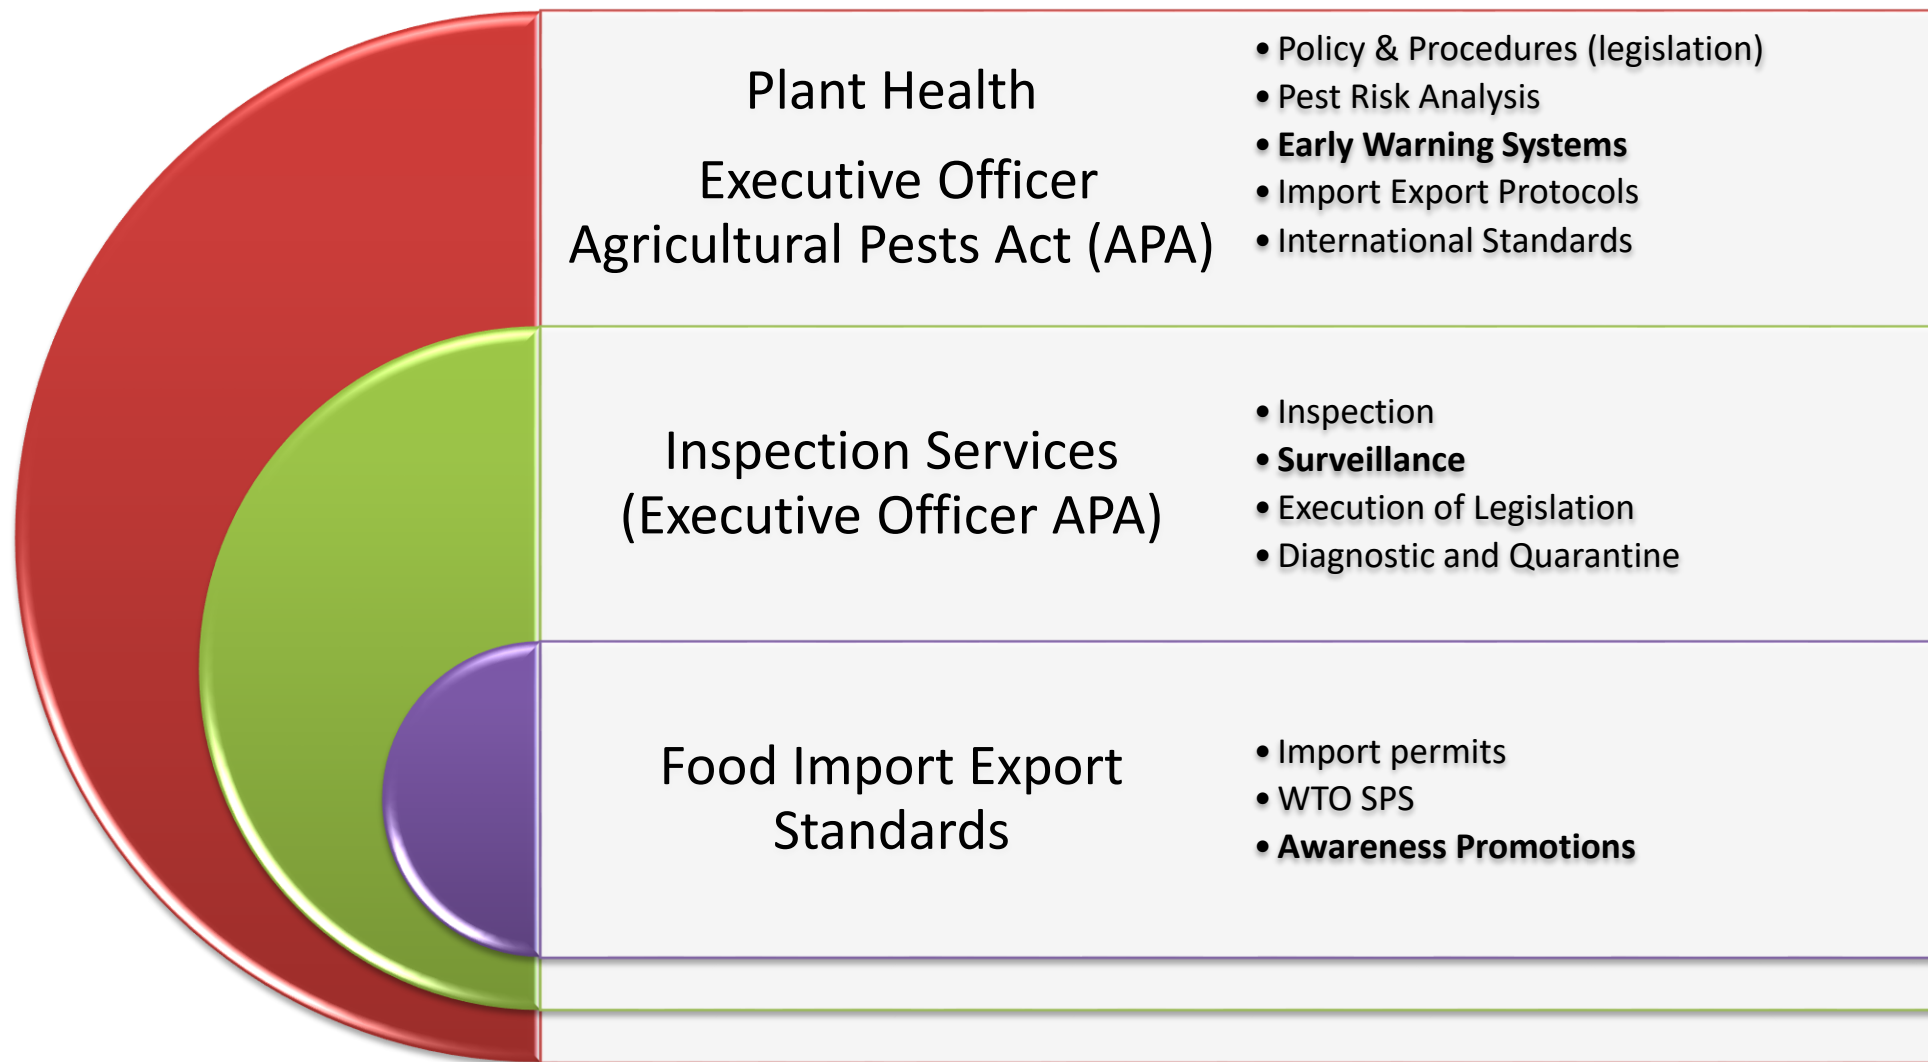 Plant Health
Executive Officer
Agricultural Pests Act (APA)
• Policy & Procedures (legislation)
• Pest Risk Analysis
• Early Warning Systems
• Import Export Protocols
• International Standards
Inspection Services
(Executive Officer APA)
• Inspection
• Surveillance
• Execution of Legislation
• Diagnostic and Quarantine
Food Import Export
Standards
• Import permits
• WTO SPS
• Awareness Promotions